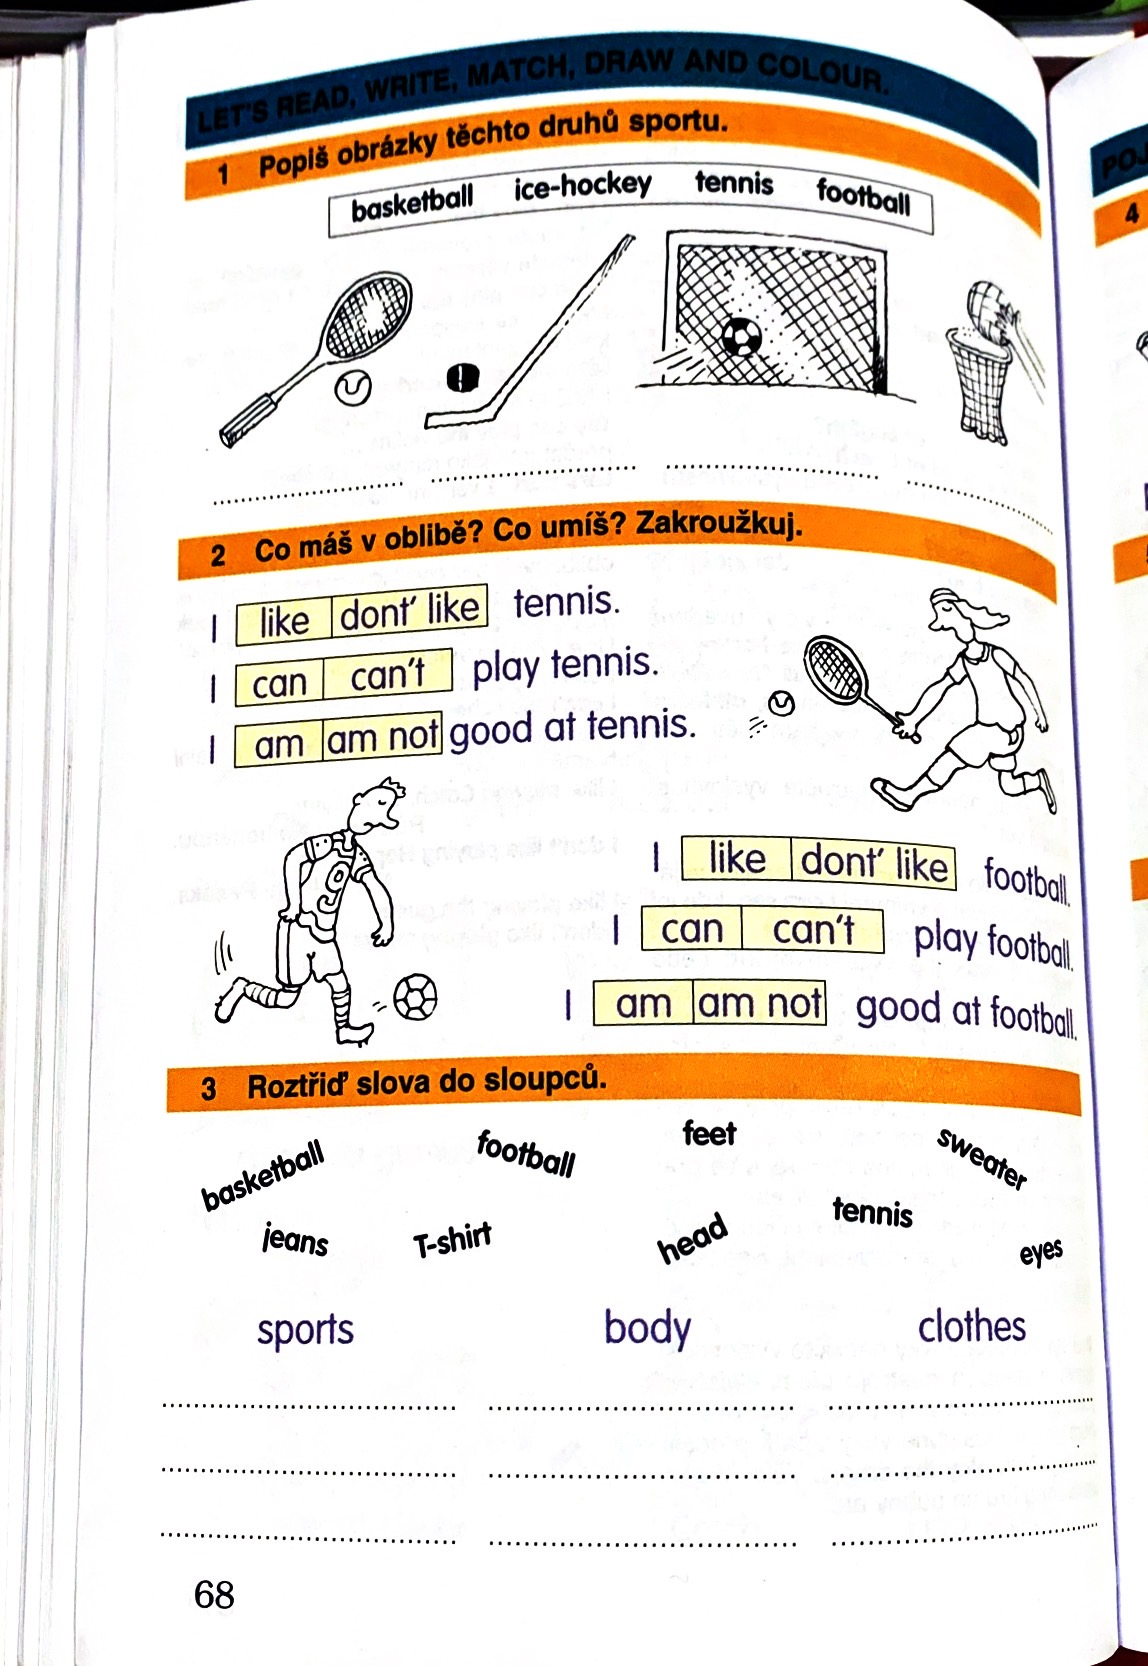 LET'S READ, WRITE, MATCH, DRAW AND COLOUR.
1 Popiš obrázky těchto druhů sportu.
basketball ice-hockey tennis football
2 Co máš v oblibě? Co umíš? Zakroužkuj.
I like dont' like tennis.
I can can't play tennis.
I am am not good at tennis.
9
I like dont' like football.
I can can't play football.
I am am not good at football.
3 Roztřiď slova do sloupců.
basketball football feet sweater
jeans T-shirt head tennis eyes
sports body clothes
68
4